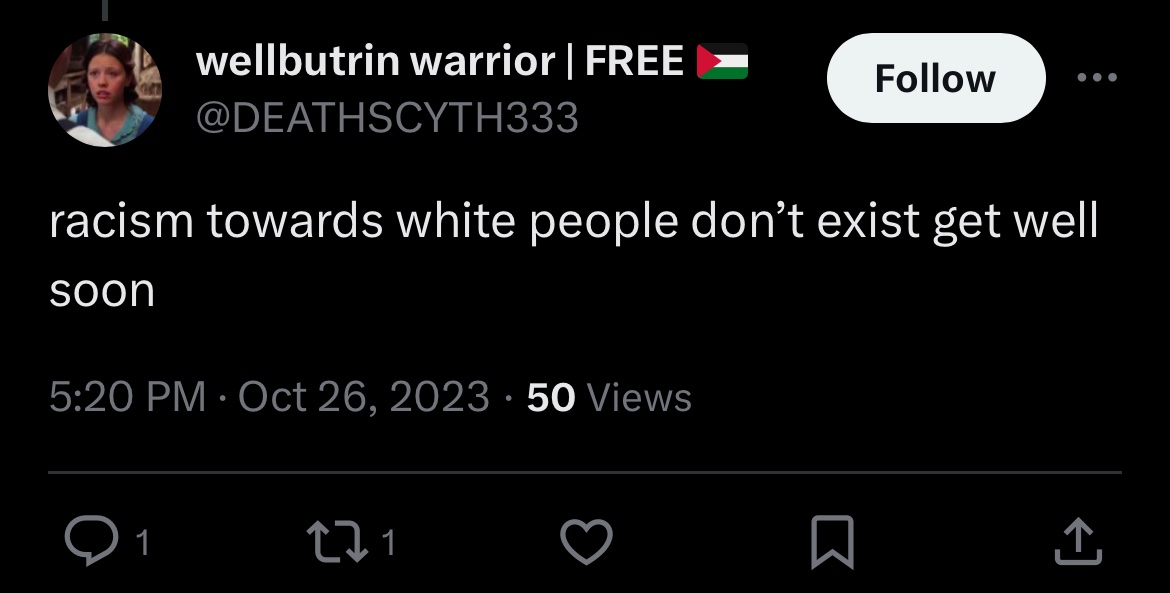 wellbutrin warrior | FREE 🇵🇸
Follow
@DEATHSCYTH333
racism towards white people don’t exist get well
soon
5:20 PM · Oct 26, 2023 · 50 Views
1
1